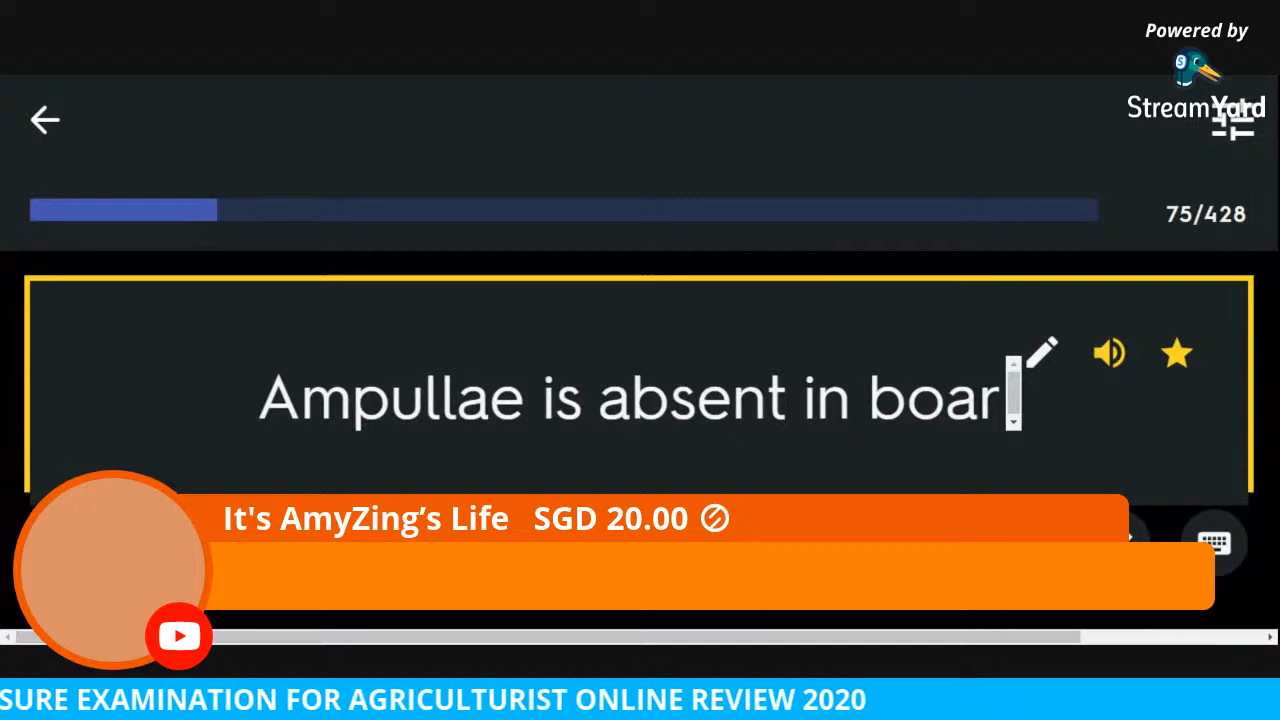 Powered by
StreamYard
75/428
Ampullae is absent in boar
It's AmyZing’s Life SGD 20.00
SURE EXAMINATION FOR AGRICULTURIST ONLINE REVIEW 2020